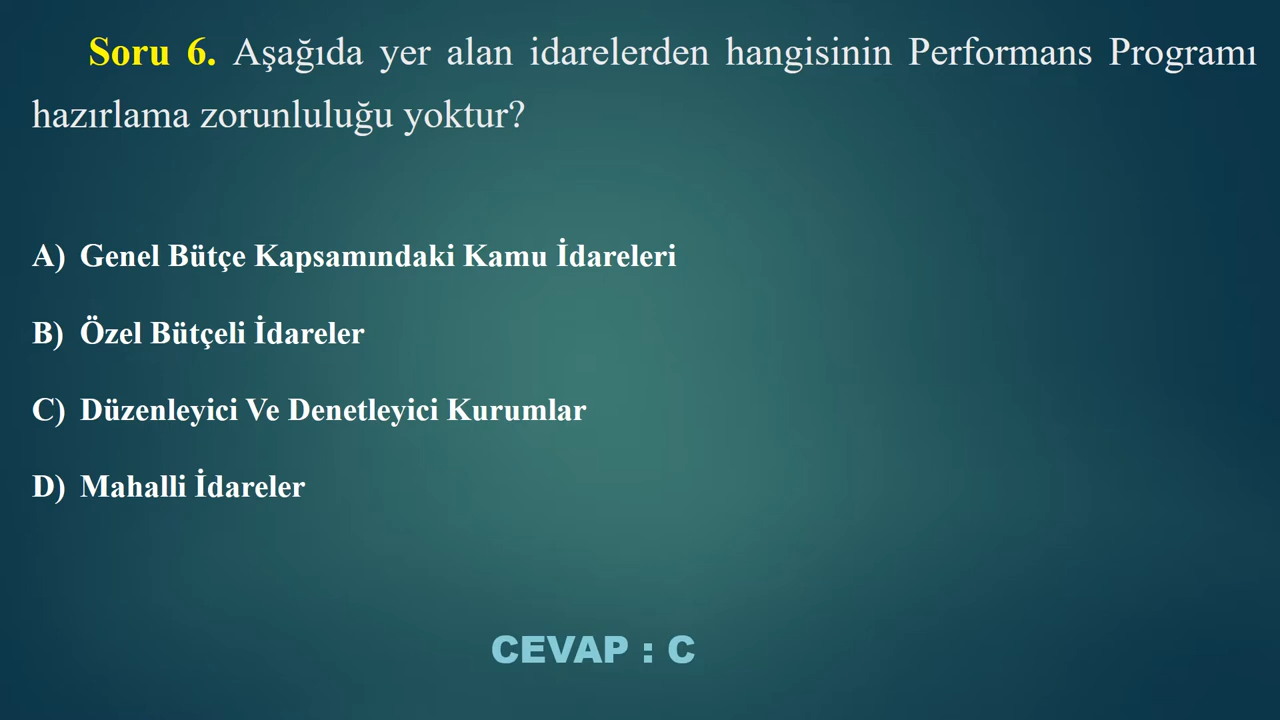 Soru 6. Aşağıda yer alan idarelerden hangisinin Performans Programı
hazırlama zorunluluğu yoktur?
A) Genel Bütçe Kapsamındaki Kamu İdareleri
B) Özel Bütçeli İdareler
C) Düzenleyici Ve Denetleyici Kurumlar
D) Mahalli İdareler
CEVAP : C